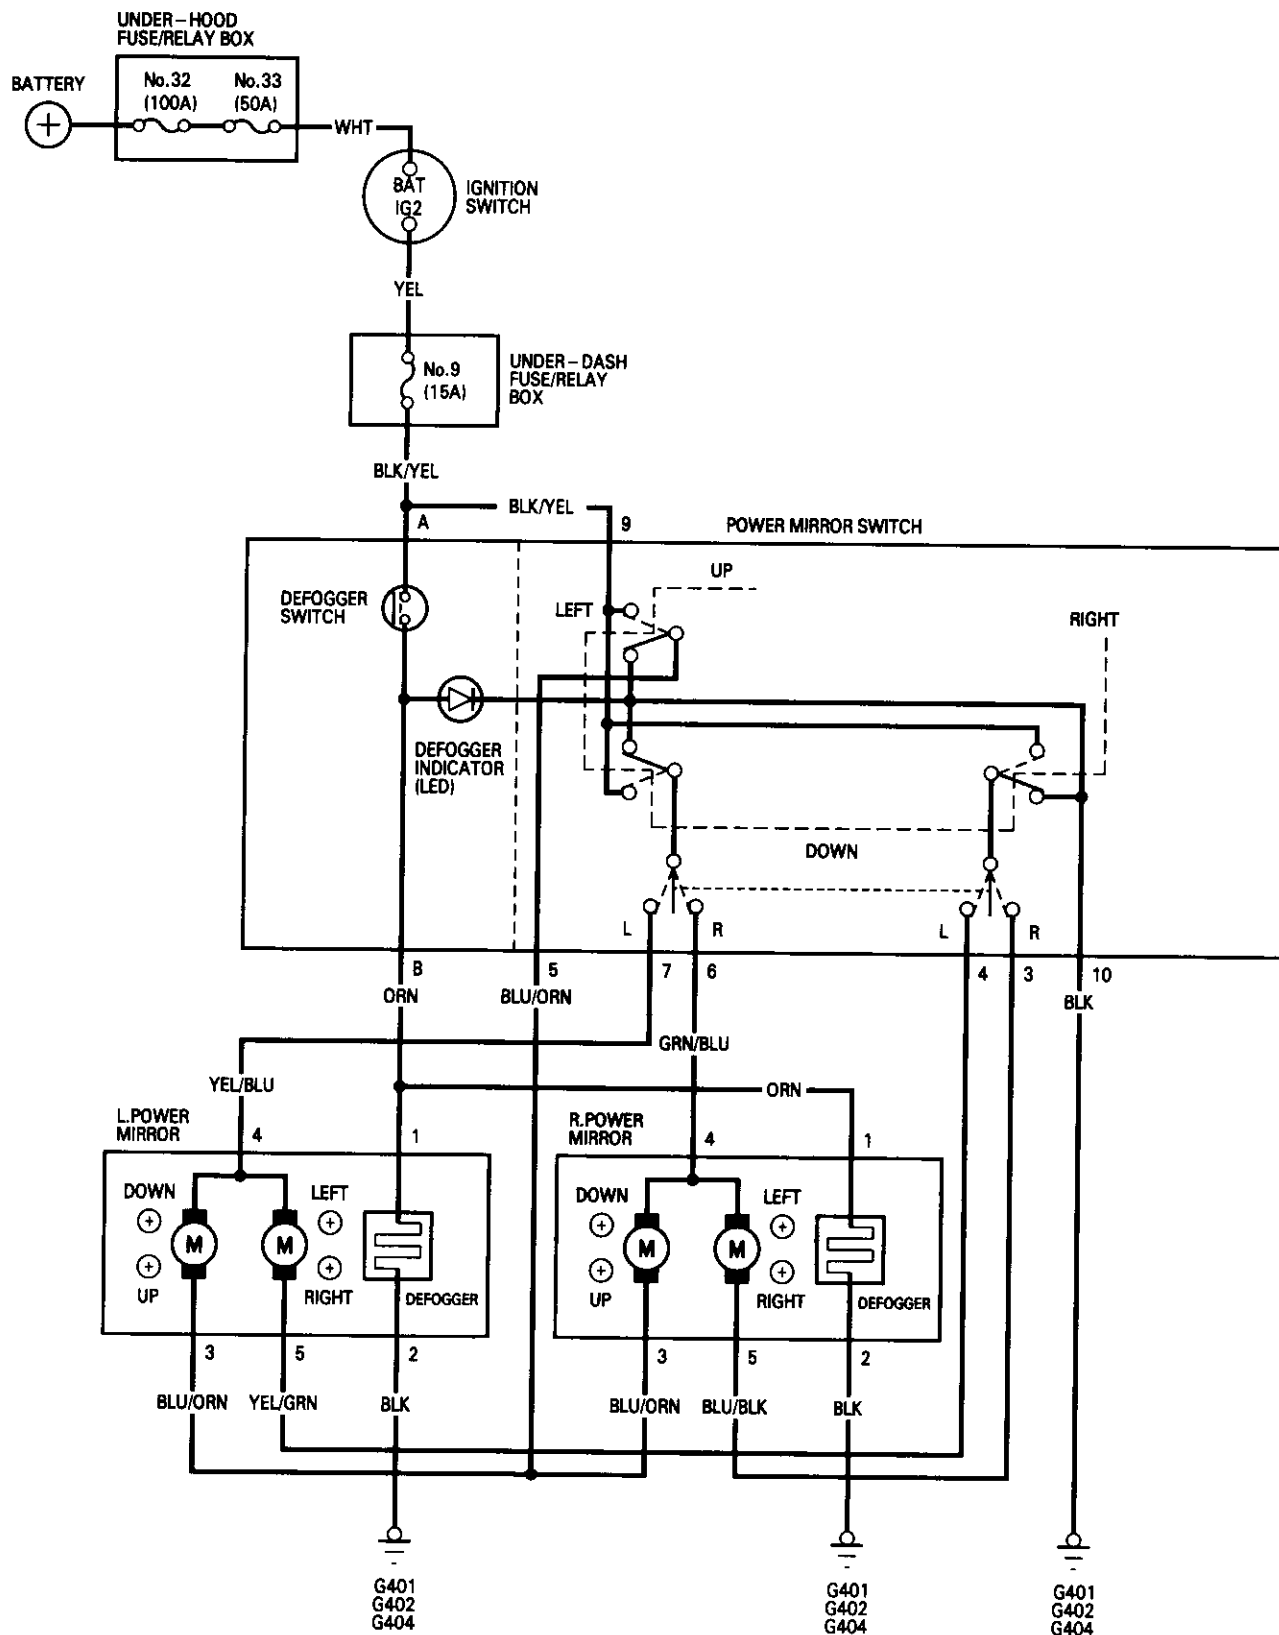 UNDER-HOOD
FUSE/RELAY BOX
BATTERY
No.32
(100A)
No.33
(50A)
+
WHT
BAT
IG2
IGNITION
SWITCH
YEL
No.9
(15A)
UNDER-DASH
FUSE/RELAY
BOX
BLK/YEL
BLK/YEL
A
9
POWER MIRROR SWITCH
UP
DEFOGGER
SWITCH
LEFT
RIGHT
DEFOGGER
INDICATOR
(LED)
DOWN
L
R
L
R
B
5
7
6
4
3
10
ORN
BLU/ORN
BLK
GRN/BLU
YEL/BLU
ORN
L.POWER
MIRROR
4
1
R.POWER
MIRROR
4
1
DOWN
LEFT
DOWN
LEFT
+
+
+
+
M
M
M
M
+
+
+
+
UP
RIGHT
DEFOGGER
UP
RIGHT
DEFOGGER
3
5
2
3
5
2
BLU/ORN
YEL/GRN
BLK
BLU/ORN
BLU/BLK
BLK
G401
G402
G404
G401
G402
G404
G401
G402
G404